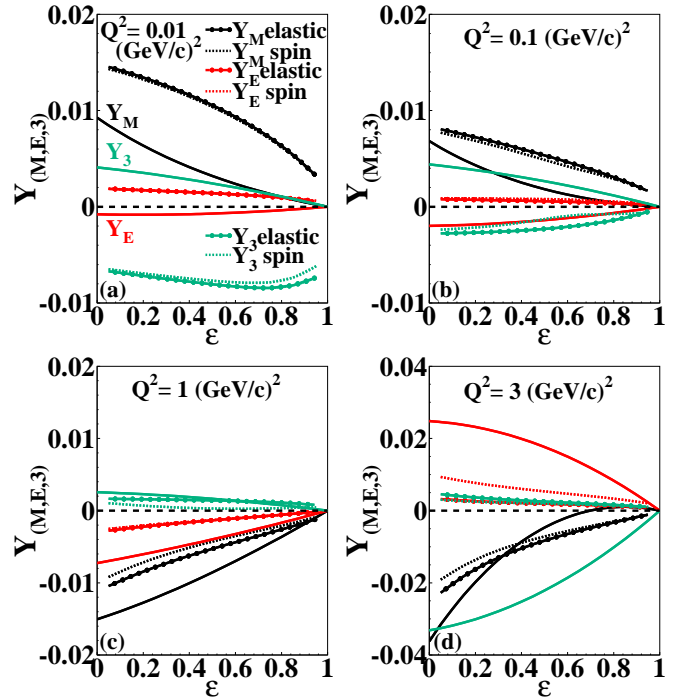 Q² = 0.01
(GeV/c)²
Y_M elastic
Y_M spin
Y_E elastic
Y_E spin
Y_M
Y_3
Y_E
Y_3 elastic
Y_3 spin
(a)
0.02
0.01
0
-0.01
0 0.2 0.4 0.6 0.8 1
ε
Y_(M,E,3)
Q² = 0.1 (GeV/c)²
(b)
0.02
0.01
0
-0.01
0 0.2 0.4 0.6 0.8 1
ε
Y_(M,E,3)
Q² = 1 (GeV/c)²
(c)
0.02
0.01
0
-0.01
-0.02
0 0.2 0.4 0.6 0.8 1
ε
Y_(M,E,3)
Q² = 3 (GeV/c)²
(d)
0.04
0.02
0
-0.02
-0.04
0 0.2 0.4 0.6 0.8 1
ε
Y_(M,E,3)